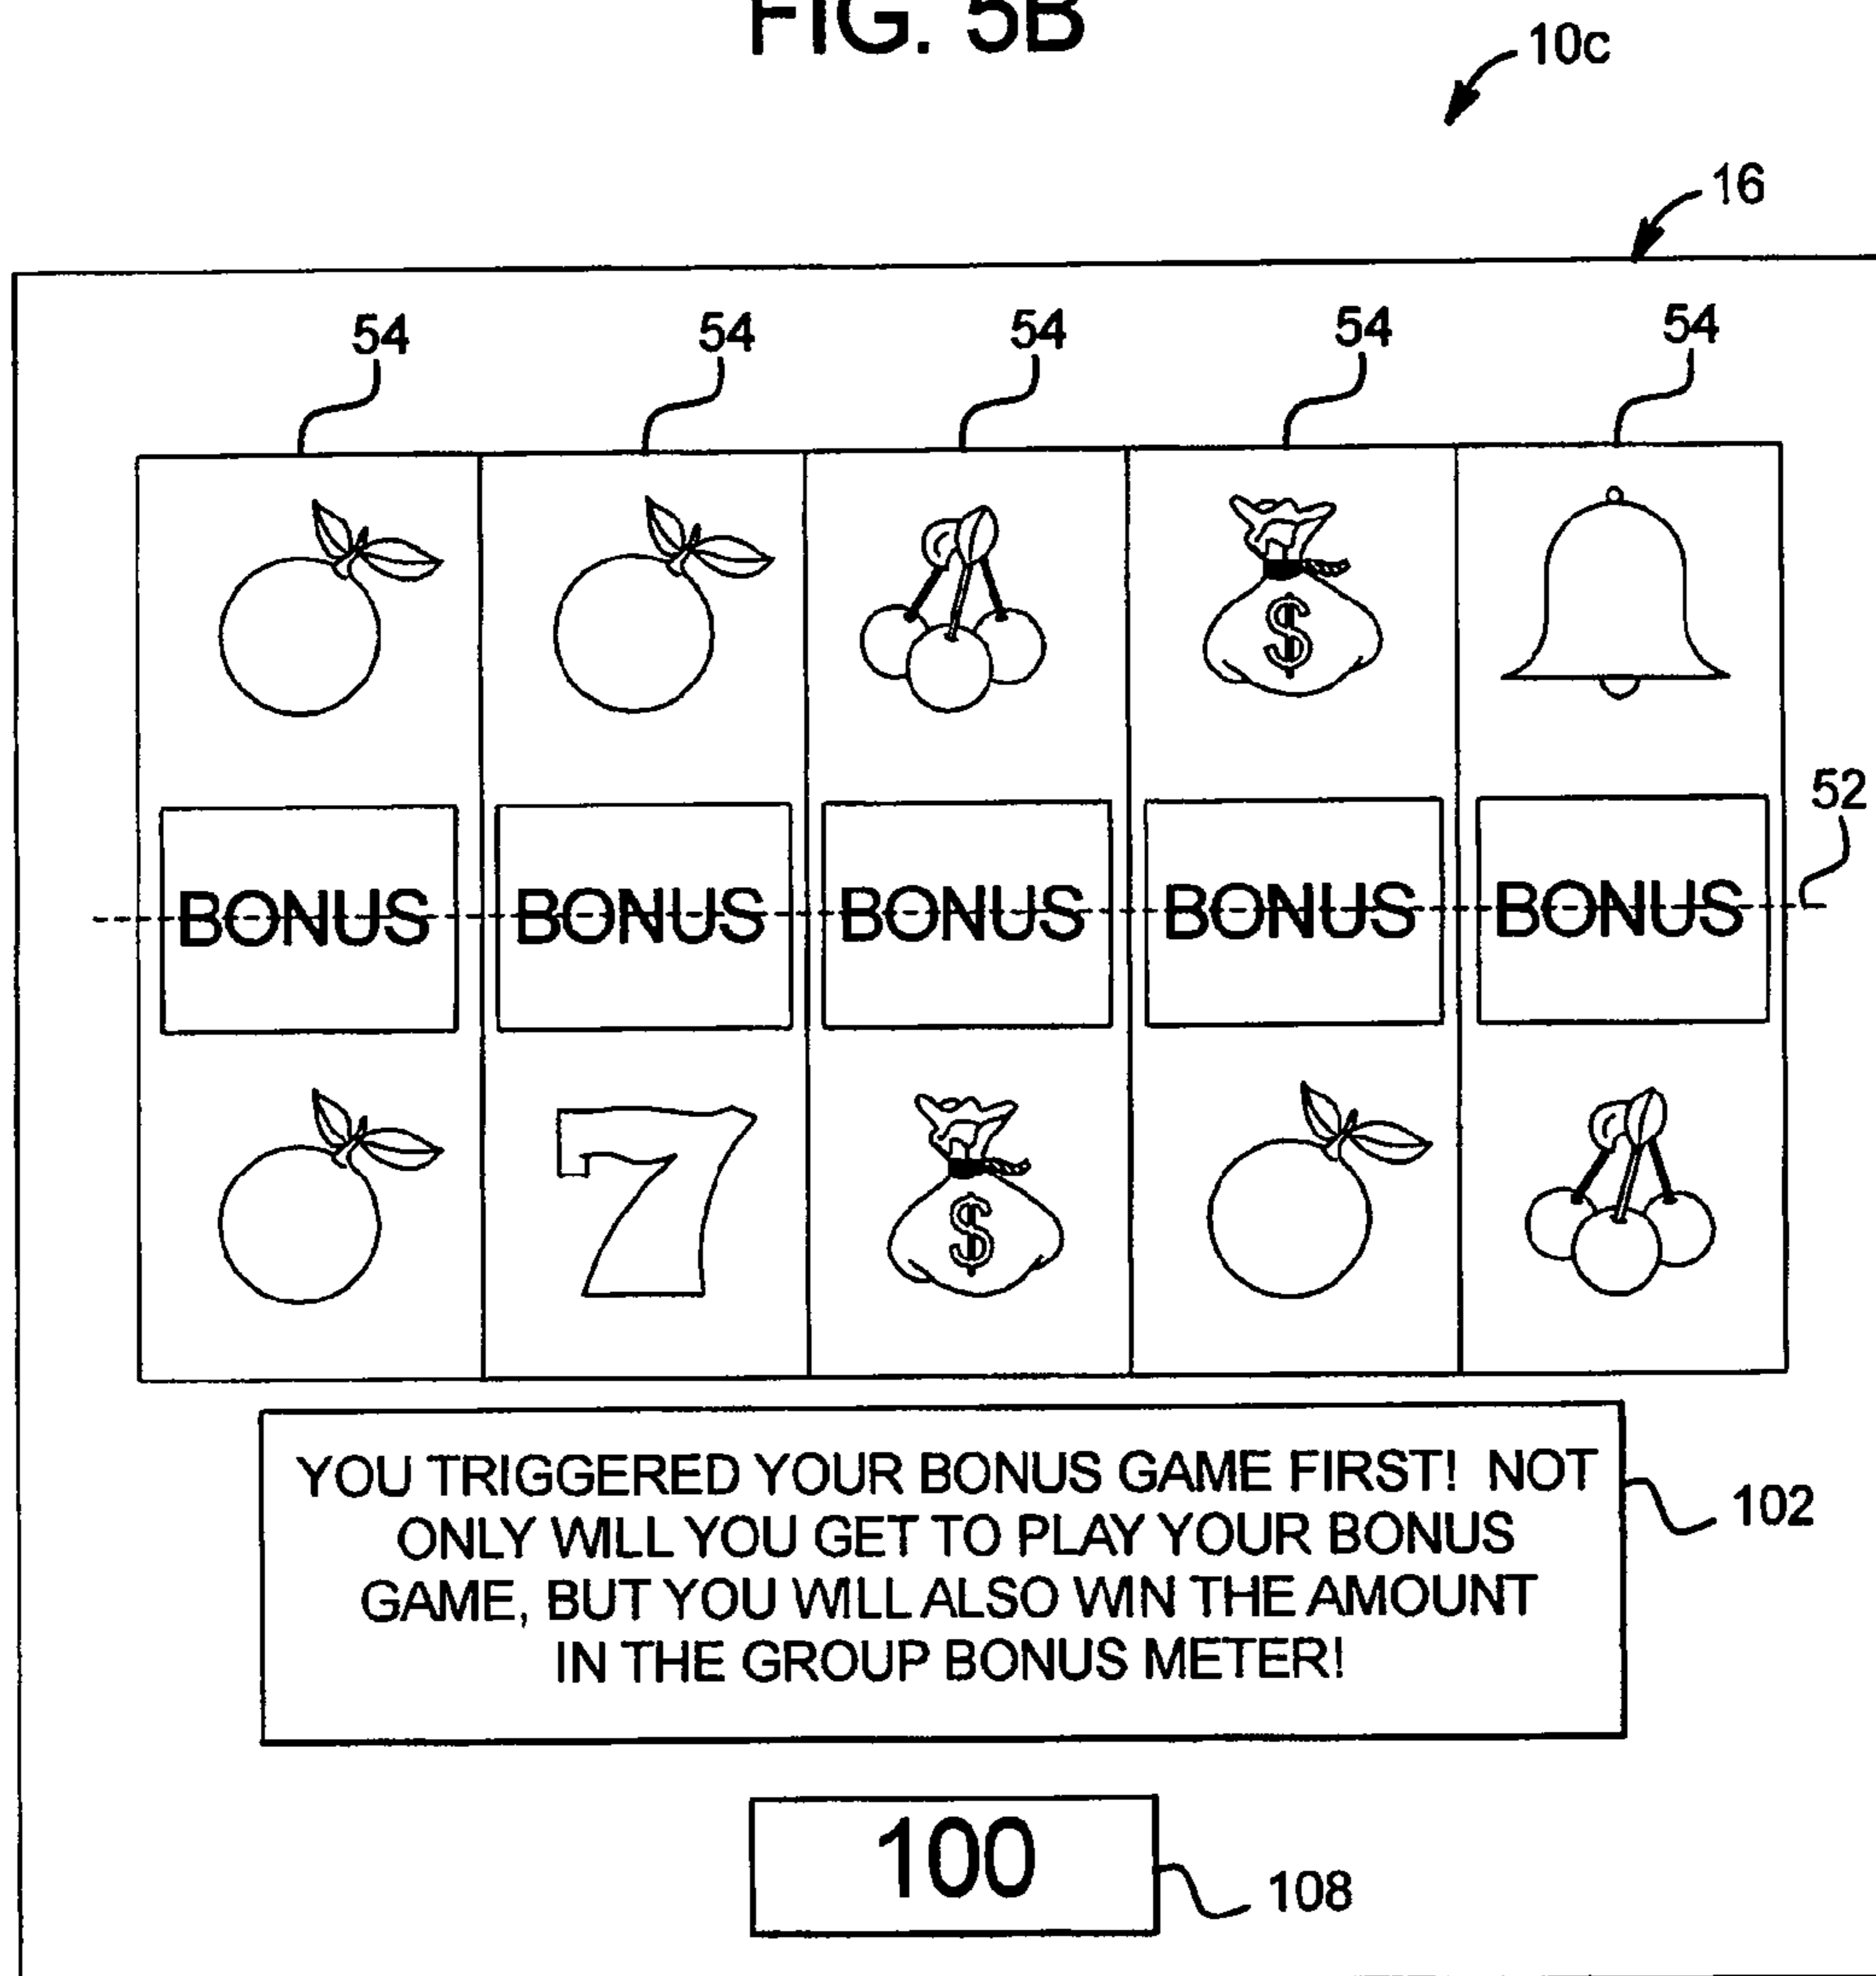 FIG. 5B
10c
16
54 54 54 54 54
$
52
BONUS BONUS BONUS BONUS BONUS
7 $
YOU TRIGGERED YOUR BONUS GAME FIRST! NOT
ONLY WILL YOU GET TO PLAY YOUR BONUS
GAME, BUT YOU WILL ALSO WIN THE AMOUNT
IN THE GROUP BONUS METER!
102
100
108